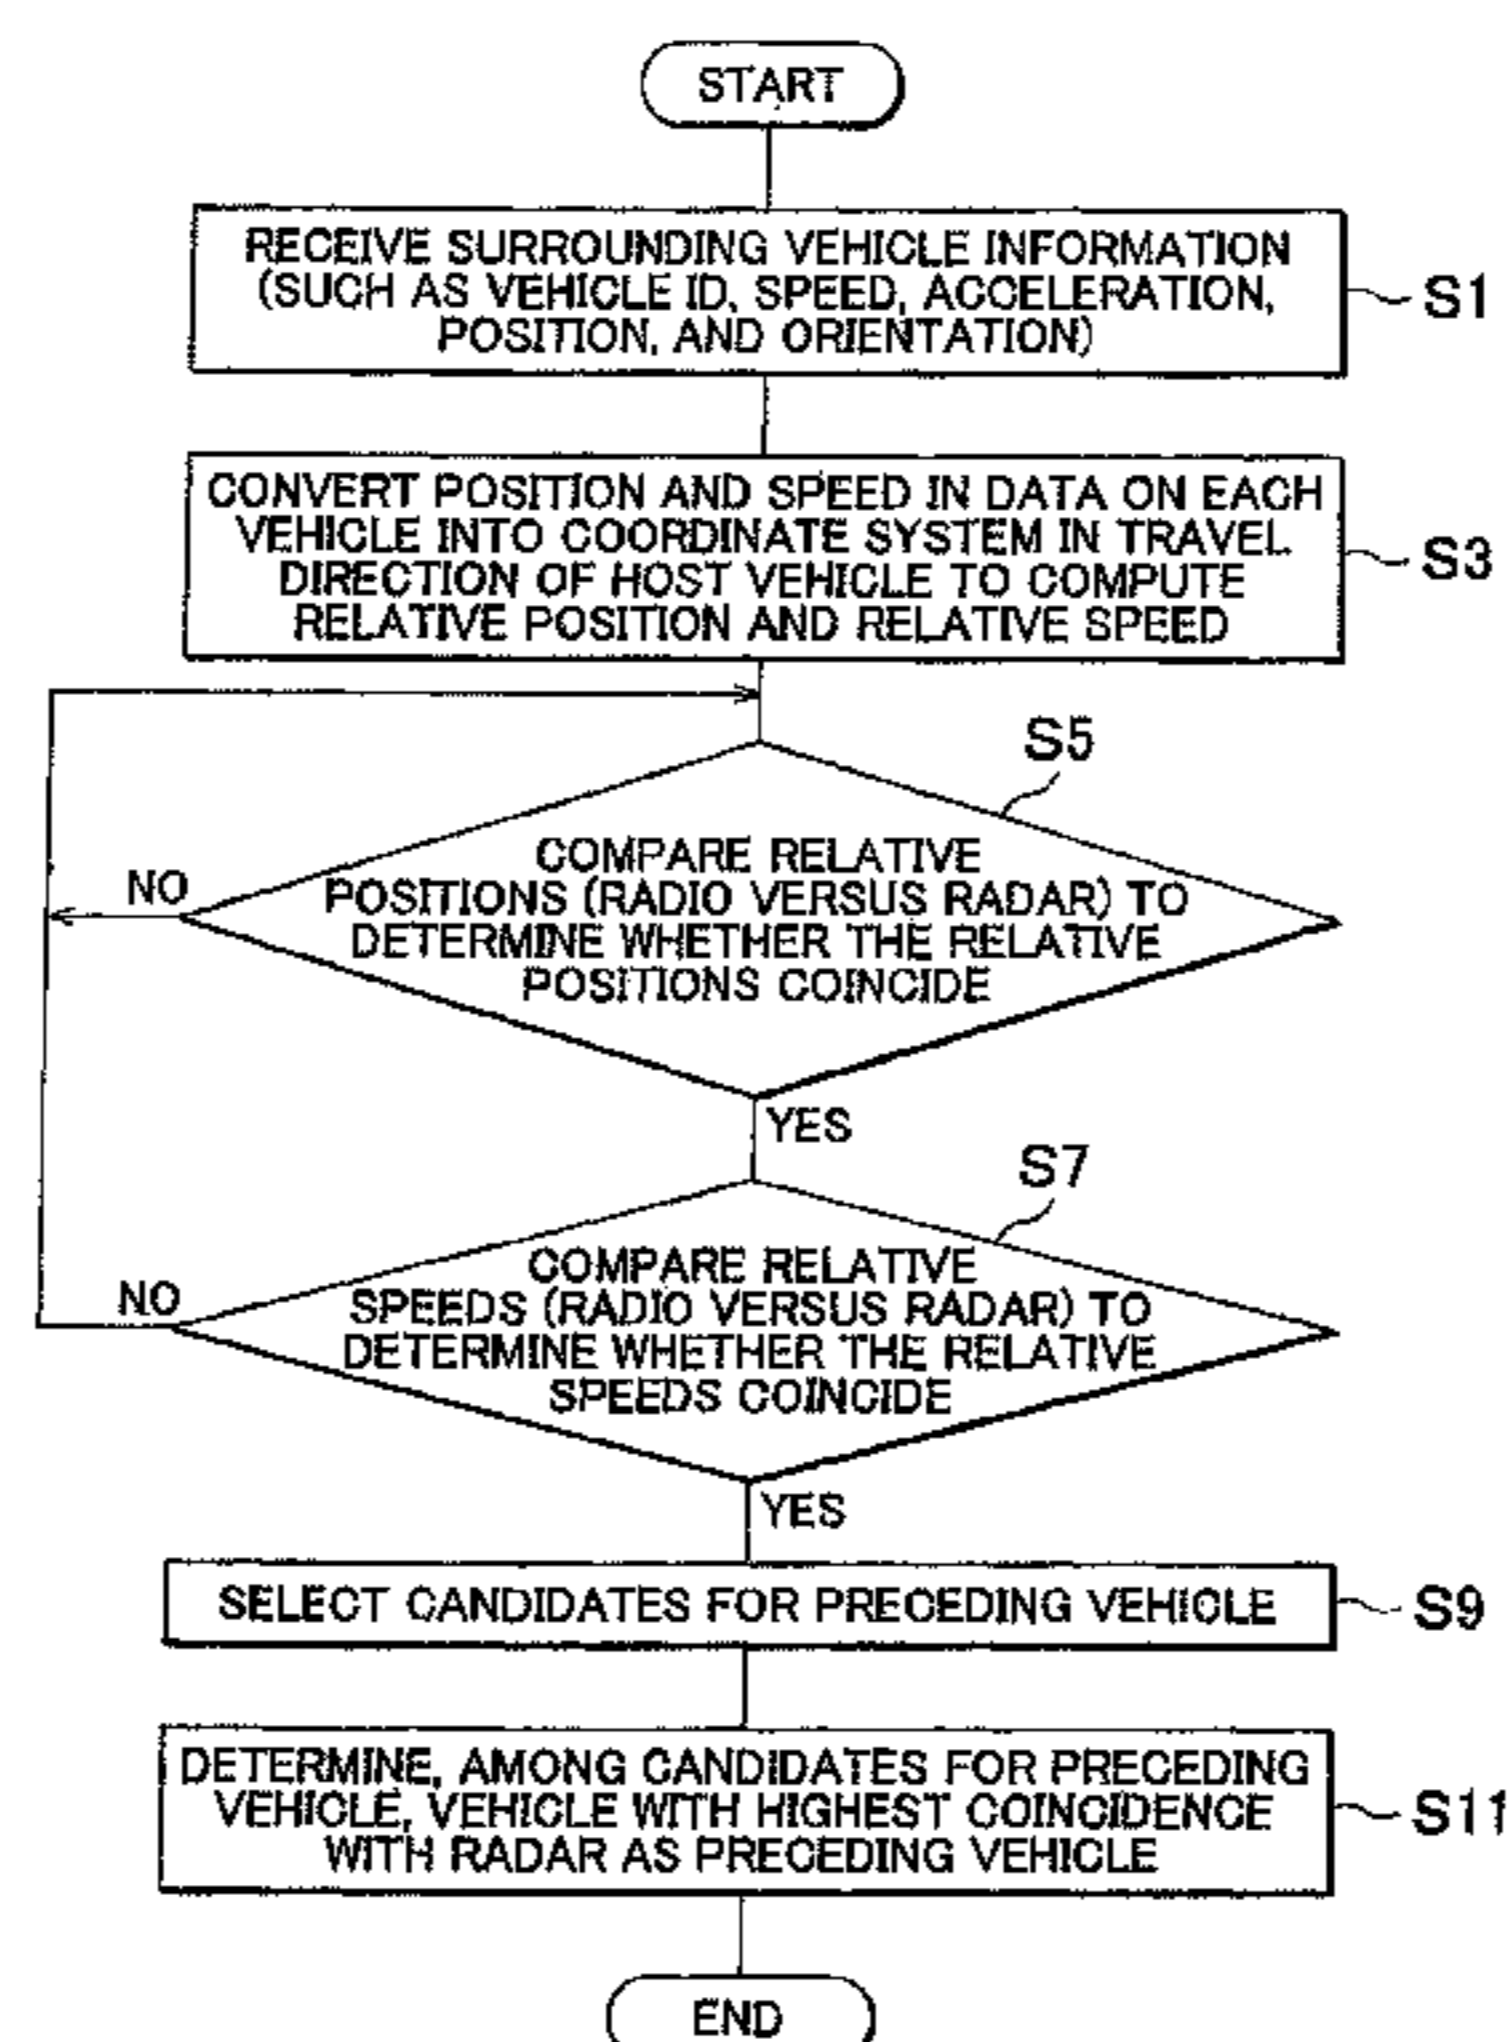 START
RECEIVE SURROUNDING VEHICLE INFORMATION
(SUCH AS VEHICLE ID, SPEED, ACCELERATION,
POSITION, AND ORIENTATION)
S1
CONVERT POSITION AND SPEED IN DATA ON EACH
VEHICLE INTO COORDINATE SYSTEM IN TRAVEL
DIRECTION OF HOST VEHICLE TO COMPUTE
RELATIVE POSITION AND RELATIVE SPEED
S3
S5
COMPARE RELATIVE
POSITIONS (RADIO VERSUS RADAR) TO
DETERMINE WHETHER THE RELATIVE
POSITIONS COINCIDE
NO
YES
S7
COMPARE RELATIVE
SPEEDS (RADIO VERSUS RADAR) TO
DETERMINE WHETHER THE RELATIVE
SPEEDS COINCIDE
NO
YES
SELECT CANDIDATES FOR PRECEDING VEHICLE
S9
DETERMINE, AMONG CANDIDATES FOR PRECEDING
VEHICLE, VEHICLE WITH HIGHEST COINCIDENCE
WITH RADAR AS PRECEDING VEHICLE
S11
END